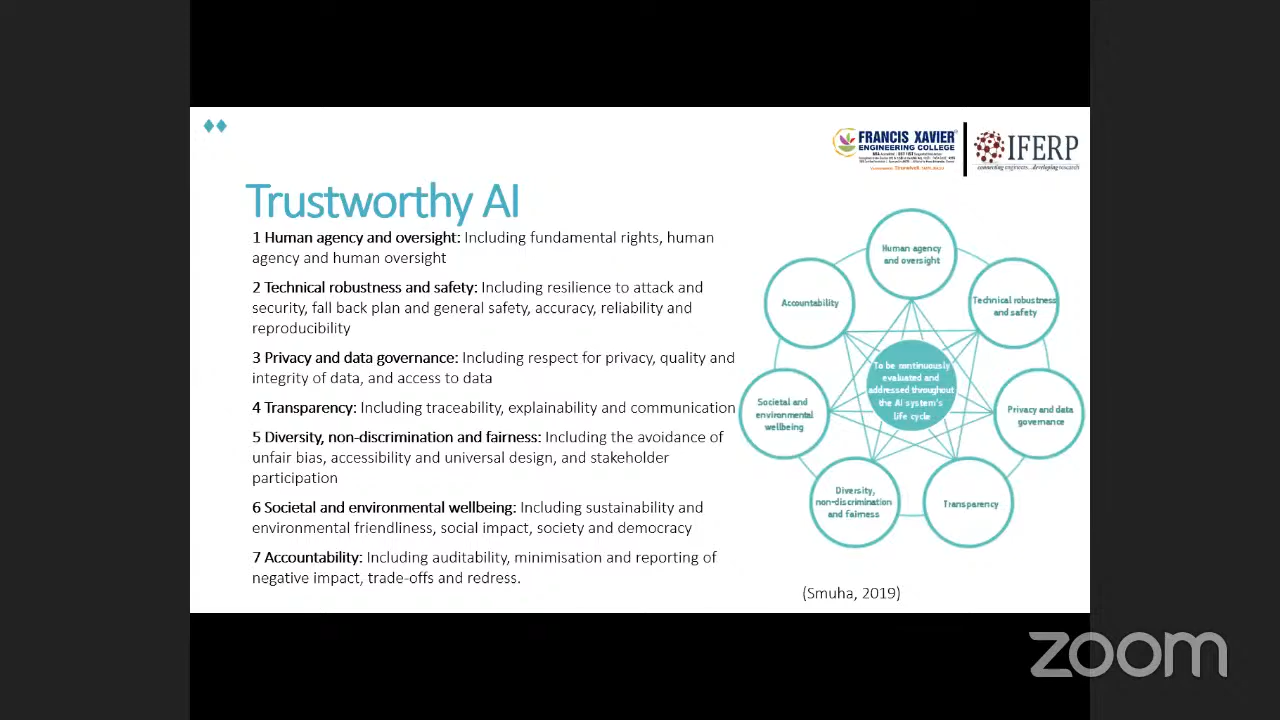 FRANCIS XAVIER
ENGINEERING COLLEGE
IFERP
connecting engineers...developing research
Trustworthy AI
1 Human agency and oversight: Including fundamental rights, human
agency and human oversight
2 Technical robustness and safety: Including resilience to attack and
security, fall back plan and general safety, accuracy, reliability and
reproducibility
3 Privacy and data governance: Including respect for privacy, quality and
integrity of data, and access to data
4 Transparency: Including traceability, explainability and communication
5 Diversity, non-discrimination and fairness: Including the avoidance of
unfair bias, accessibility and universal design, and stakeholder
participation
6 Societal and environmental wellbeing: Including sustainability and
environmental friendliness, social impact, society and democracy
7 Accountability: Including auditability, minimisation and reporting of
negative impact, trade-offs and redress.
Human agency
and oversight
Accountability
Technical robustness
and safety
To be continuously
evaluated and
addressed throughout
the AI system's
life cycle
Societal and
environmental
wellbeing
Privacy and data
governance
Diversity,
non-discrimination
and fairness
Transparency
(Smuha, 2019)
zoom